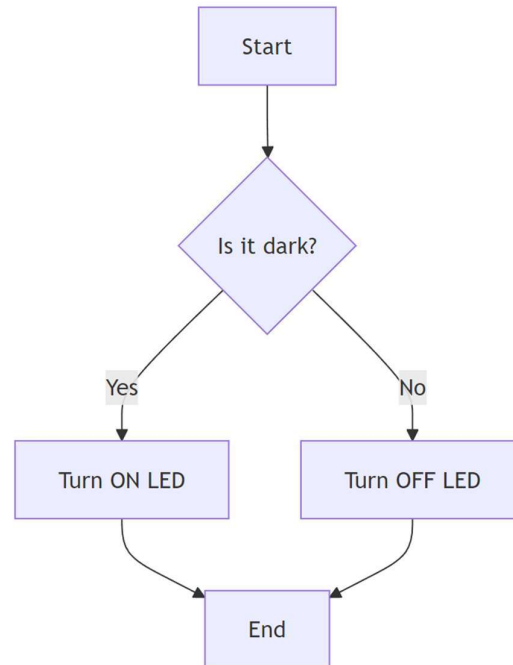 Start
Is it dark?
Yes
No
Turn ON LED
Turn OFF LED
End